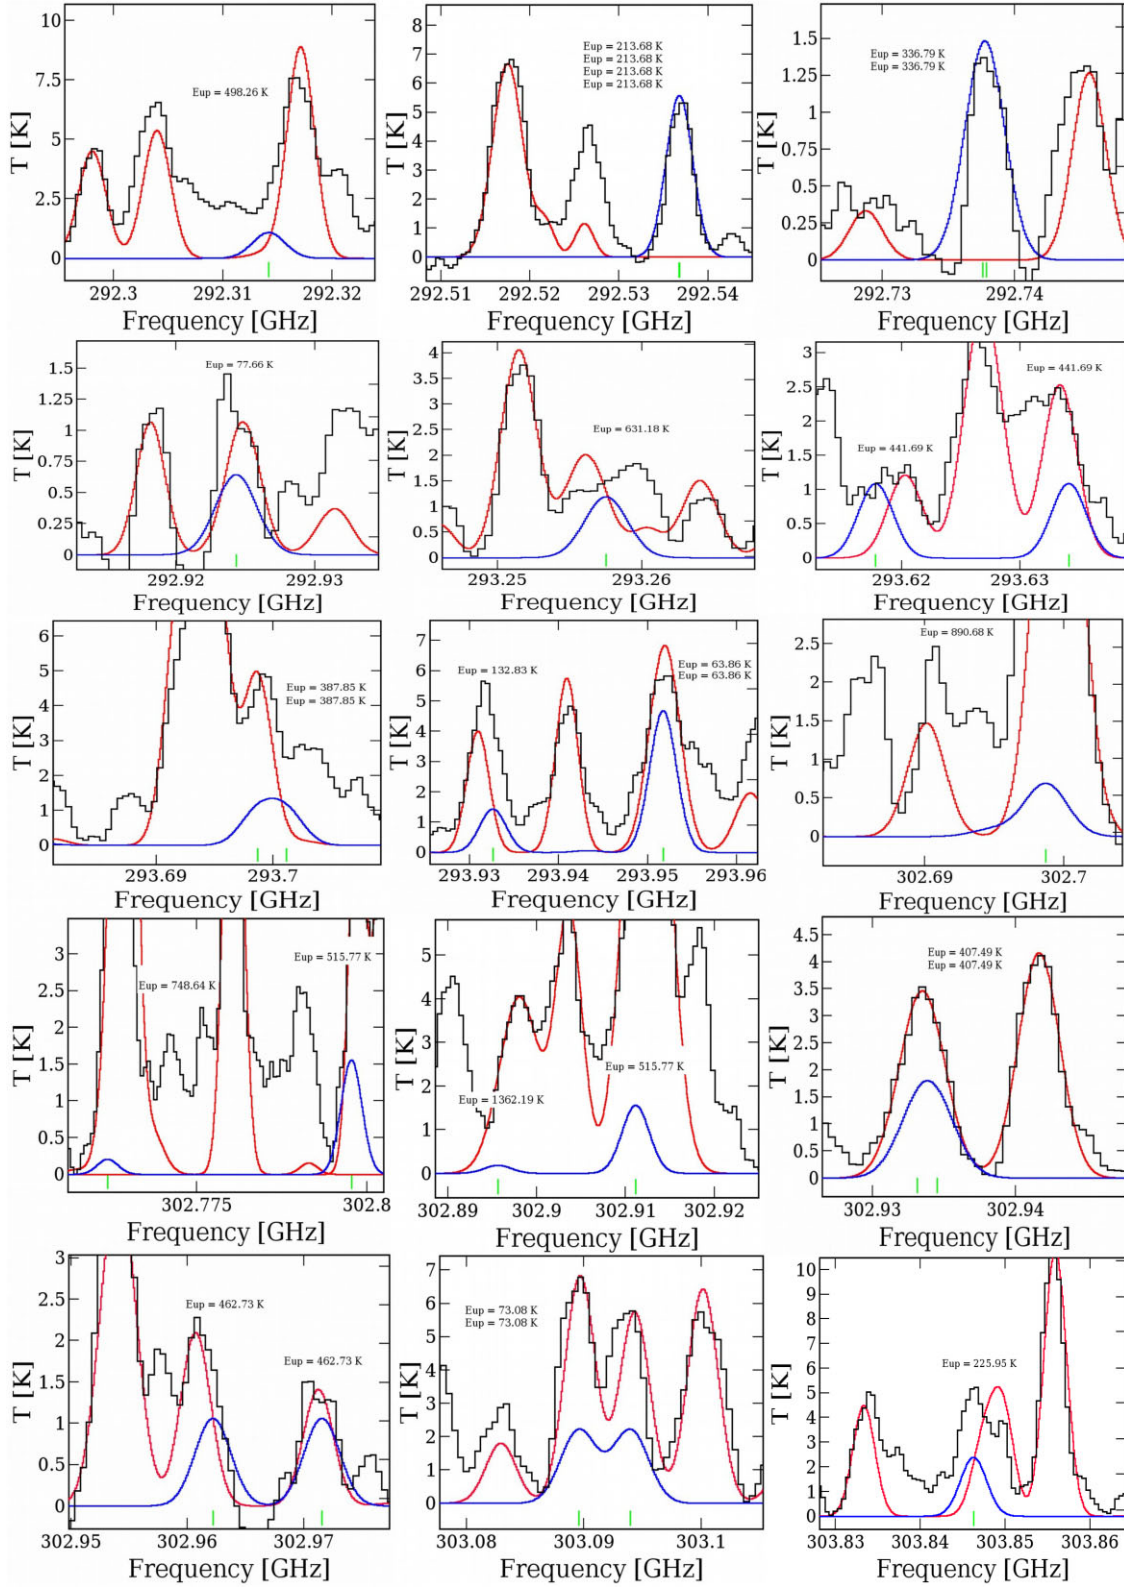 10
7.5
5
2.5
0
T [K]
Eup = 498.26 K
292.3 292.31 292.32
Frequency [GHz]
8
7
6
5
4
3
2
1
0
T [K]
Eup = 213.68 K
Eup = 213.68 K
Eup = 213.68 K
Eup = 213.68 K
292.51 292.52 292.53 292.54
Frequency [GHz]
1.5
1.25
1
0.75
0.5
0.25
0
T [K]
Eup = 336.79 K
Eup = 336.79 K
292.73 292.74
Frequency [GHz]
1.5
1.25
1
0.75
0.5
0.25
0
T [K]
Eup = 77.66 K
292.92 292.93
Frequency [GHz]
4
3.5
3
2.5
2
1.5
1
0.5
0
T [K]
Eup = 631.18 K
293.25 293.26
Frequency [GHz]
3
2.5
2
1.5
1
0.5
0
T [K]
Eup = 441.69 K
Eup = 441.69 K
293.62 293.63
Frequency [GHz]
6
5
4
3
2
1
0
T [K]
Eup = 387.85 K
Eup = 387.85 K
293.69 293.7
Frequency [GHz]
7
6
5
4
3
2
1
0
T [K]
Eup = 132.83 K
Eup = 63.86 K
Eup = 63.86 K
293.93 293.94 293.95 293.96
Frequency [GHz]
2.5
2
1.5
1
0.5
0
T [K]
Eup = 890.68 K
302.69 302.7
Frequency [GHz]
3
2.5
2
1.5
1
0.5
0
T [K]
Eup = 748.64 K
Eup = 515.77 K
302.775 302.8
Frequency [GHz]
5
4
3
2
1
0
T [K]
Eup = 1362.19 K
Eup = 515.77 K
302.89 302.9 302.91 302.92
Frequency [GHz]
4.5
4
3.5
3
2.5
2
1.5
1
0.5
0
T [K]
Eup = 407.49 K
Eup = 407.49 K
302.93 302.94
Frequency [GHz]
3
2.5
2
1.5
1
0.5
0
T [K]
Eup = 462.73 K
Eup = 462.73 K
302.95 302.96 302.97
Frequency [GHz]
7
6
5
4
3
2
1
0
T [K]
Eup = 73.08 K
Eup = 73.08 K
303.08 303.09 303.1
Frequency [GHz]
10
9
8
7
6
5
4
3
2
1
0
T [K]
Eup = 225.95 K
303.83 303.84 303.85 303.86
Frequency [GHz]